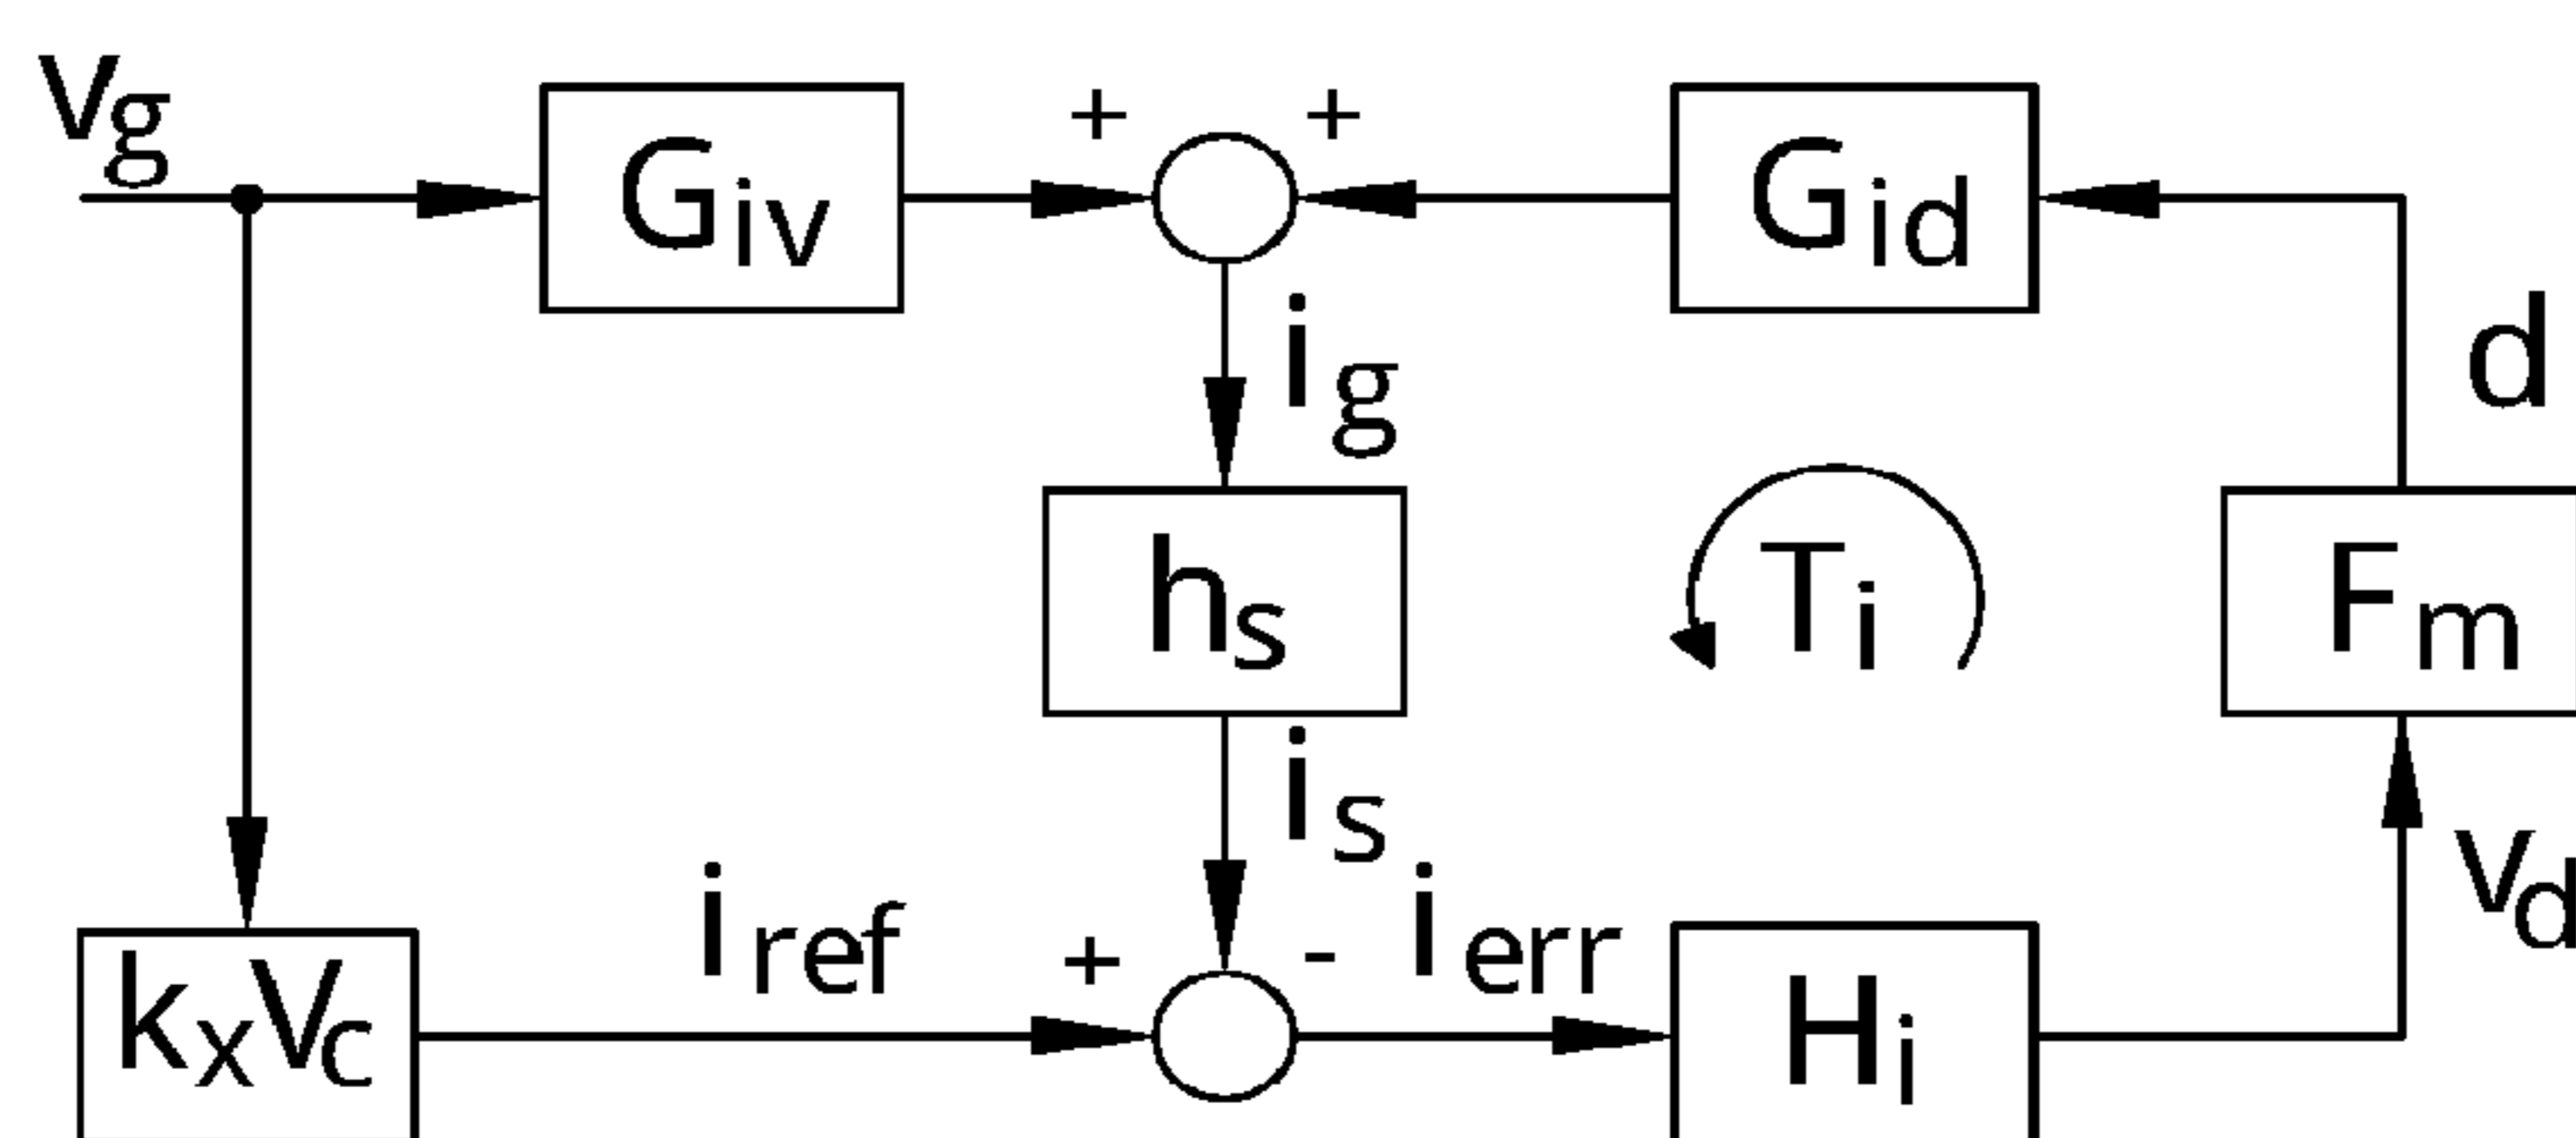 vg
Giv
+ +
Gid
ig
d
hs
Ti
Fm
is
vd
kxVc
iref
+ -
ierr
Hi